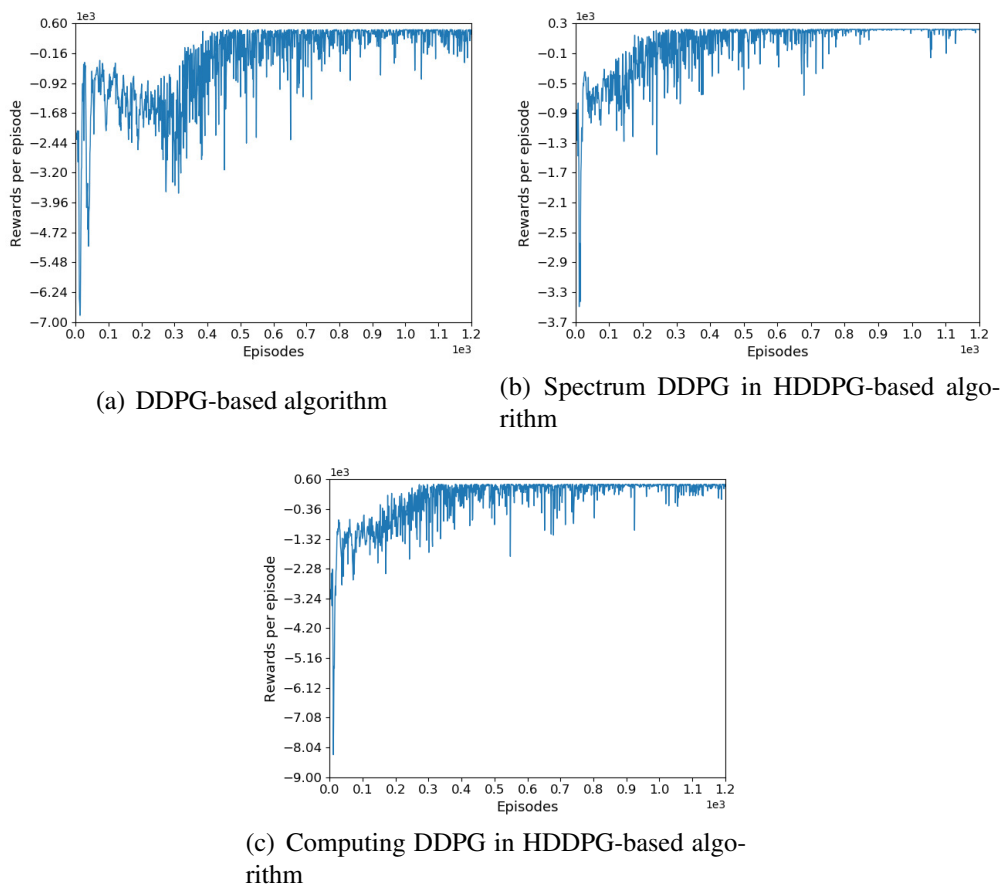 1e3
0.60
−0.16
−0.92
−1.68
−2.44
−3.20
−3.96
−4.72
−5.48
−6.24
−7.00
Rewards per episode
0.0 0.1 0.2 0.3 0.4 0.5 0.6 0.7 0.8 0.9 1.0 1.1 1.2
Episodes
1e3
(a) DDPG-based algorithm
1e3
0.3
0.1
−0.5
−0.9
−1.3
−1.7
−2.1
−2.5
−2.9
−3.3
−3.7
Rewards per episode
0.0 0.1 0.2 0.3 0.4 0.5 0.6 0.7 0.8 0.9 1.0 1.1 1.2
Episodes
1e3
(b) Spectrum DDPG in HDDPG-based algo-
rithm
1e3
0.60
−0.36
−1.32
−2.28
−3.24
−4.20
−5.16
−6.12
−7.08
−8.04
−9.00
Rewards per episode
0.0 0.1 0.2 0.3 0.4 0.5 0.6 0.7 0.8 0.9 1.0 1.1 1.2
Episodes
1e3
(c) Computing DDPG in HDDPG-based algo-
rithm